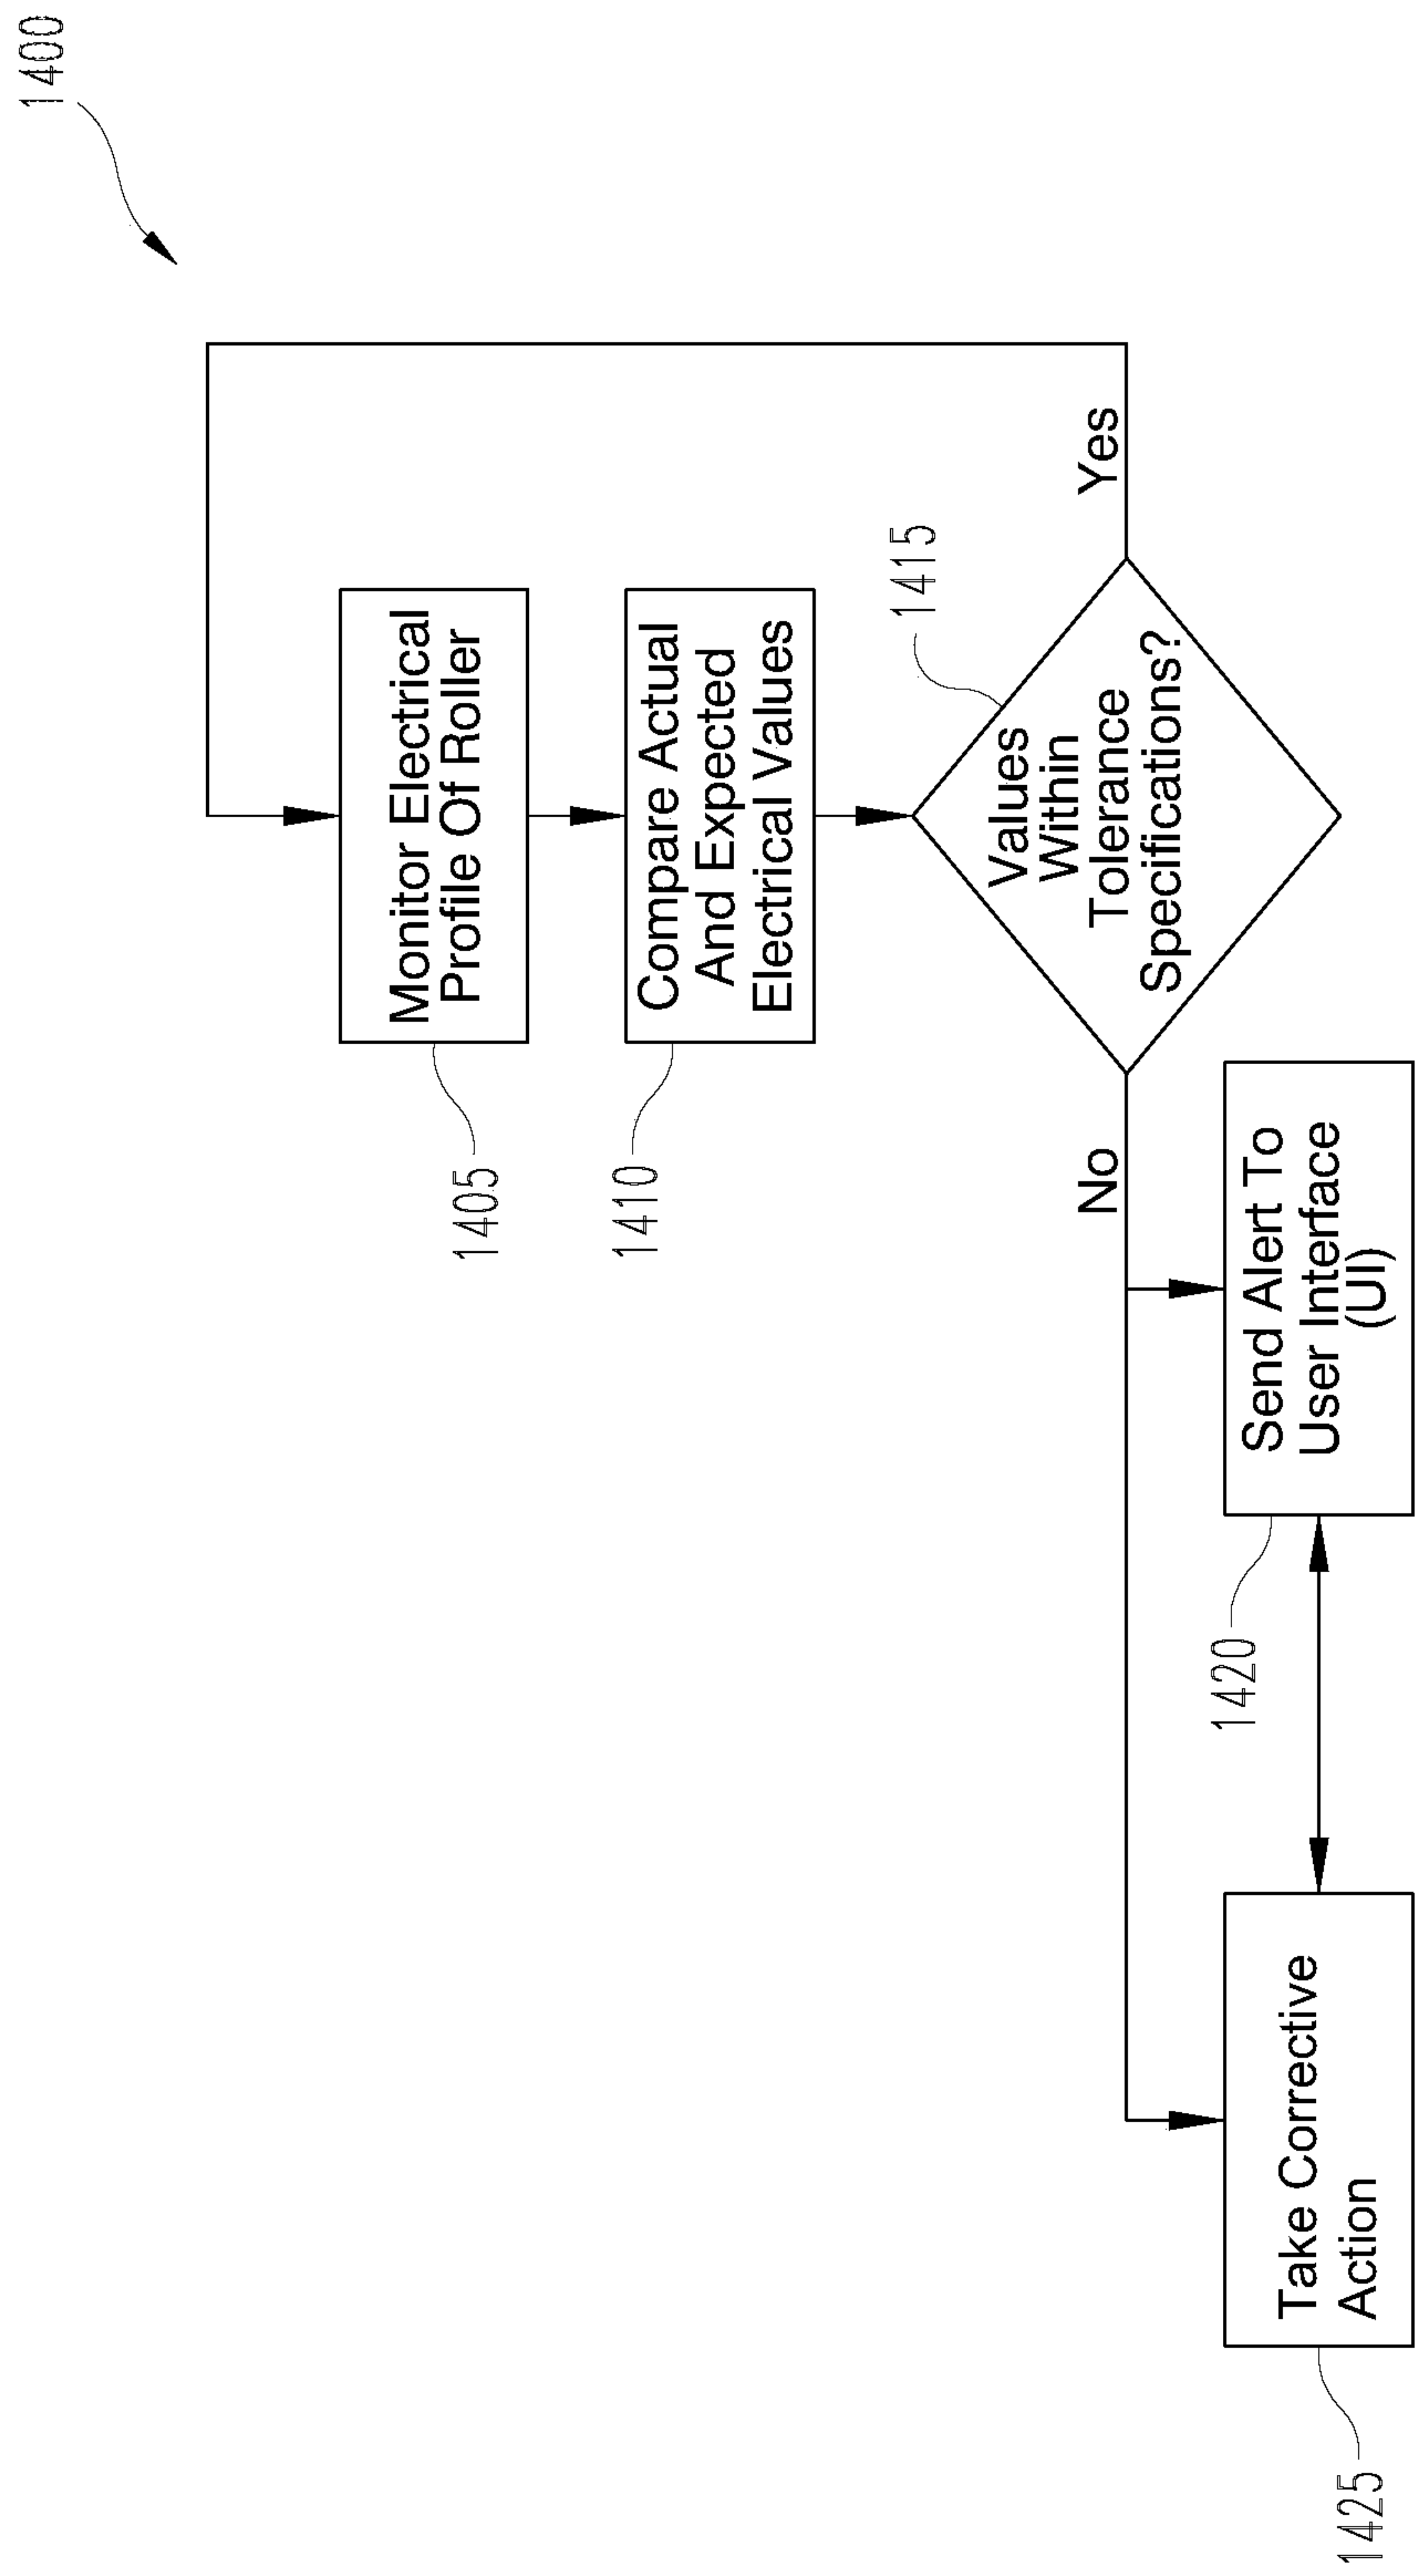 1400
1405
Monitor Electrical
Profile Of Roller
1410
Compare Actual
And Expected
Electrical Values
1415
Values
Within
Tolerance
Specifications?
Yes
No
1420
Send Alert To
User Interface
(UI)
1425
Take Corrective
Action